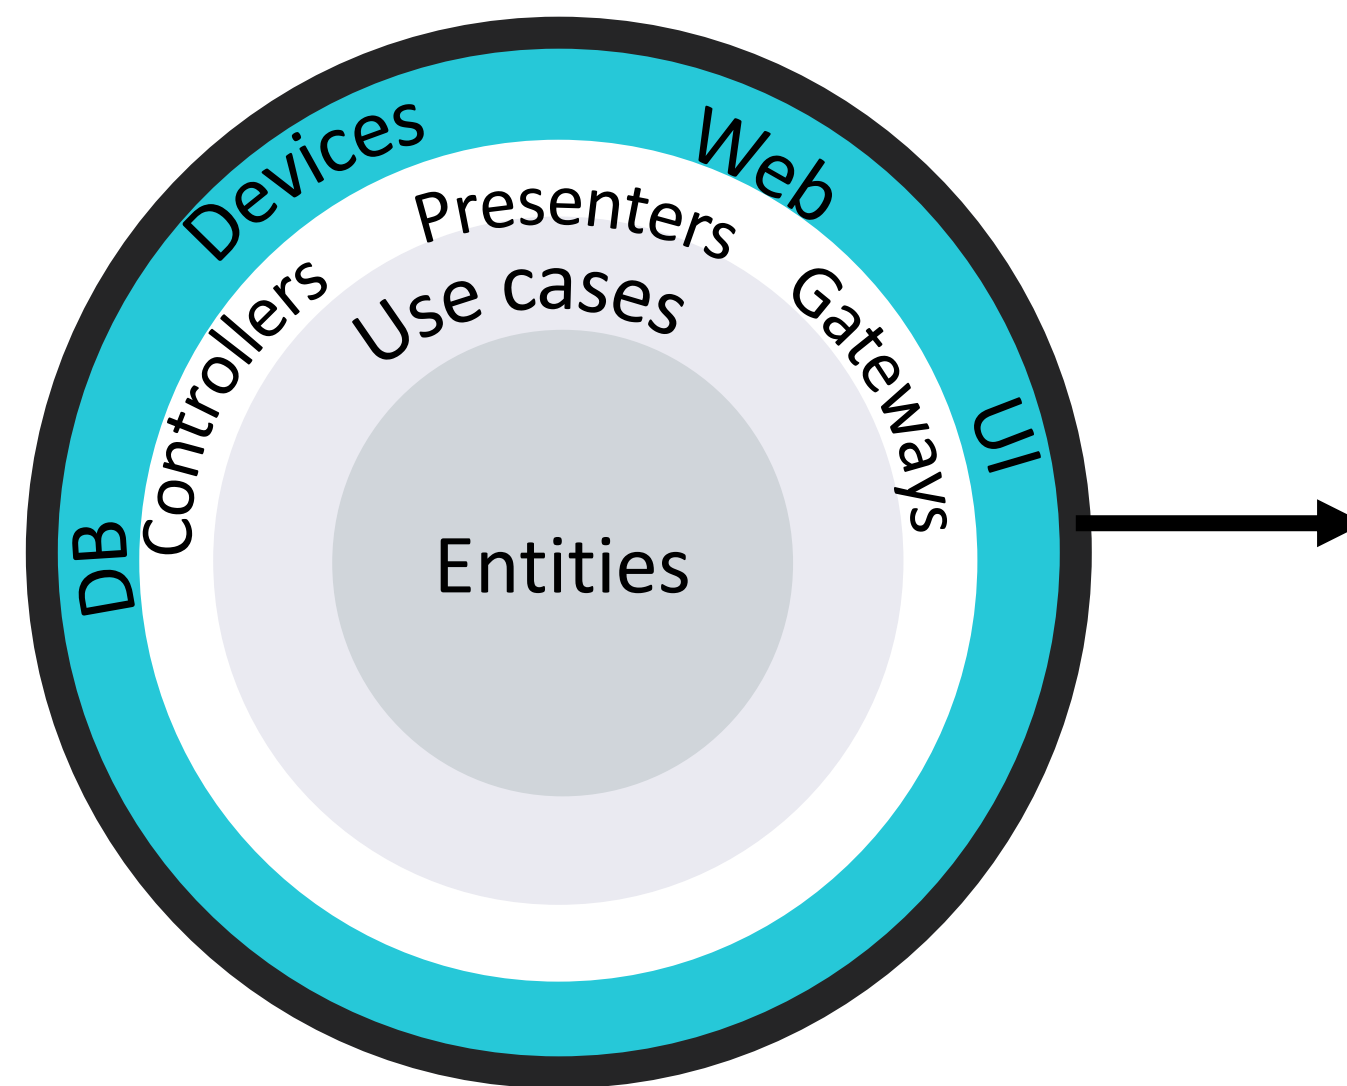 Devices
Web
Presenters
Controllers
Use cases
Gateways
UI
DB
Entities